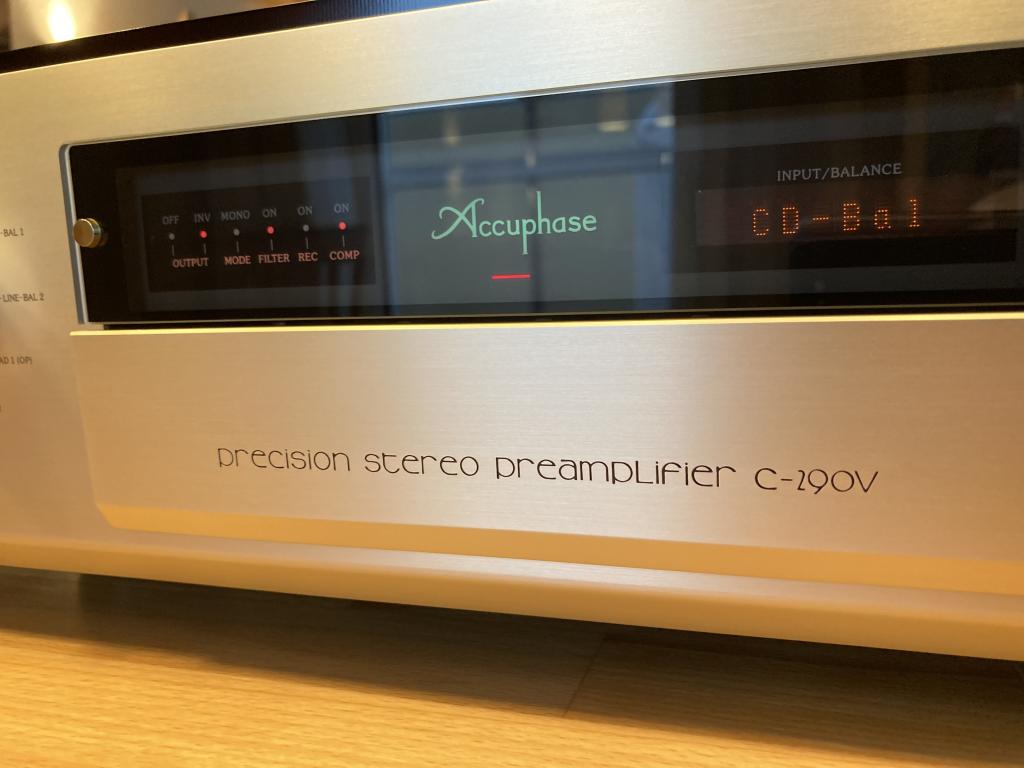 -BAL 1
-LINE-BAL 2
AD 1 (OP)
OFF INV MONO ON ON ON
OUTPUT MODE FILTER REC COMP
Accuphase
INPUT/BALANCE
CD-Bal
precision stereo preamplifier C-290V